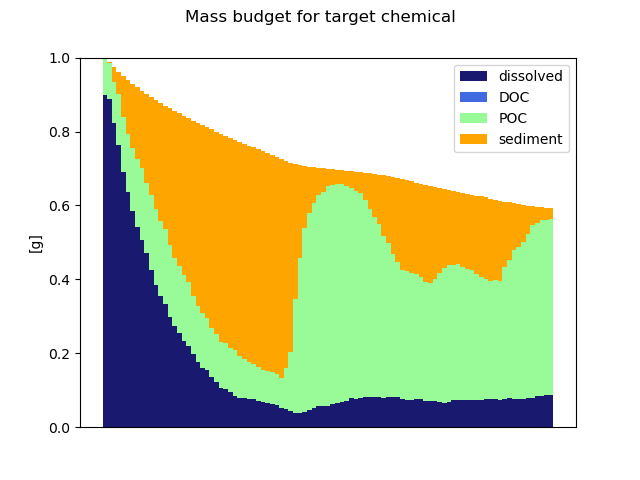 Mass budget for target chemical
1.0
0.8
0.6
0.4
0.2
0.0
[g]
dissolved
DOC
POC
sediment